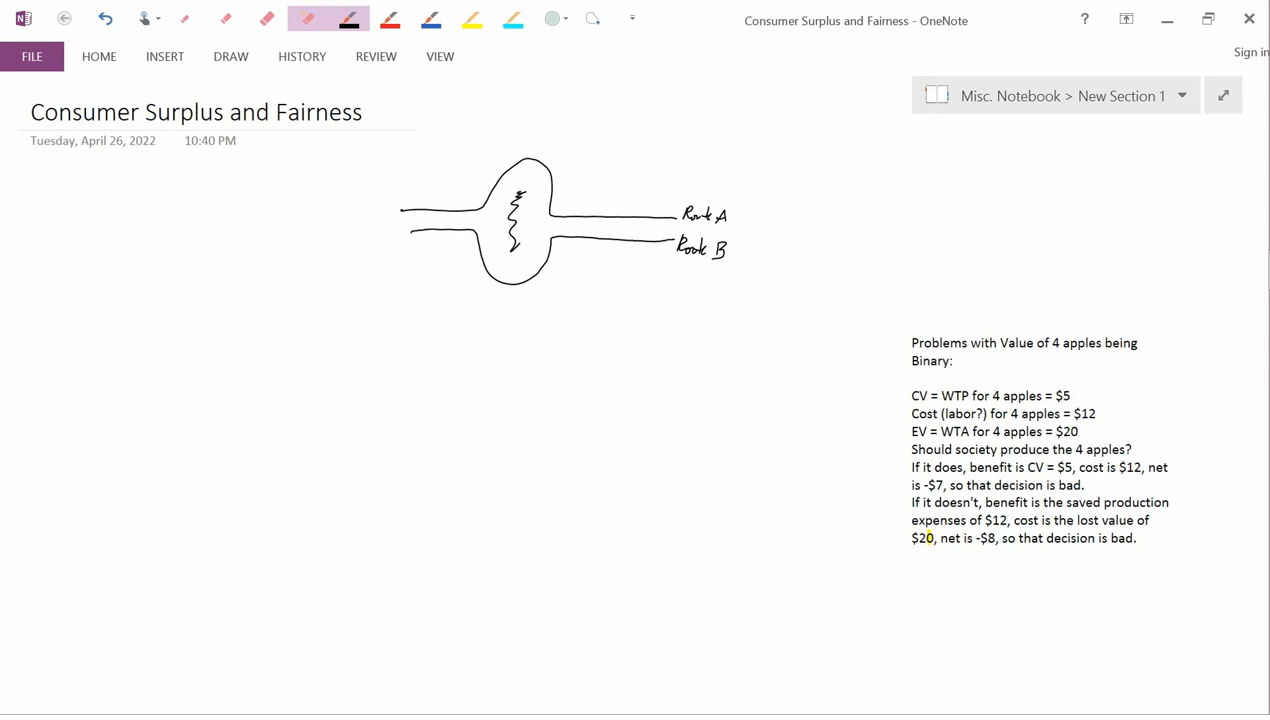 Consumer Surplus and Fairness - OneNote
?
Sign in
FILE HOME INSERT DRAW HISTORY REVIEW VIEW
Misc. Notebook > New Section 1
Consumer Surplus and Fairness
Tuesday, April 26, 2022 10:40 PM
Route A
Route B
Problems with Value of 4 apples being
Binary:
CV = WTP for 4 apples = $5
Cost (labor?) for 4 apples = $12
EV = WTA for 4 apples = $20
Should society produce the 4 apples?
If it does, benefit is CV = $5, cost is $12, net
is -$7, so that decision is bad.
If it doesn't, benefit is the saved production
expenses of $12, cost is the lost value of
$20, net is -$8, so that decision is bad.